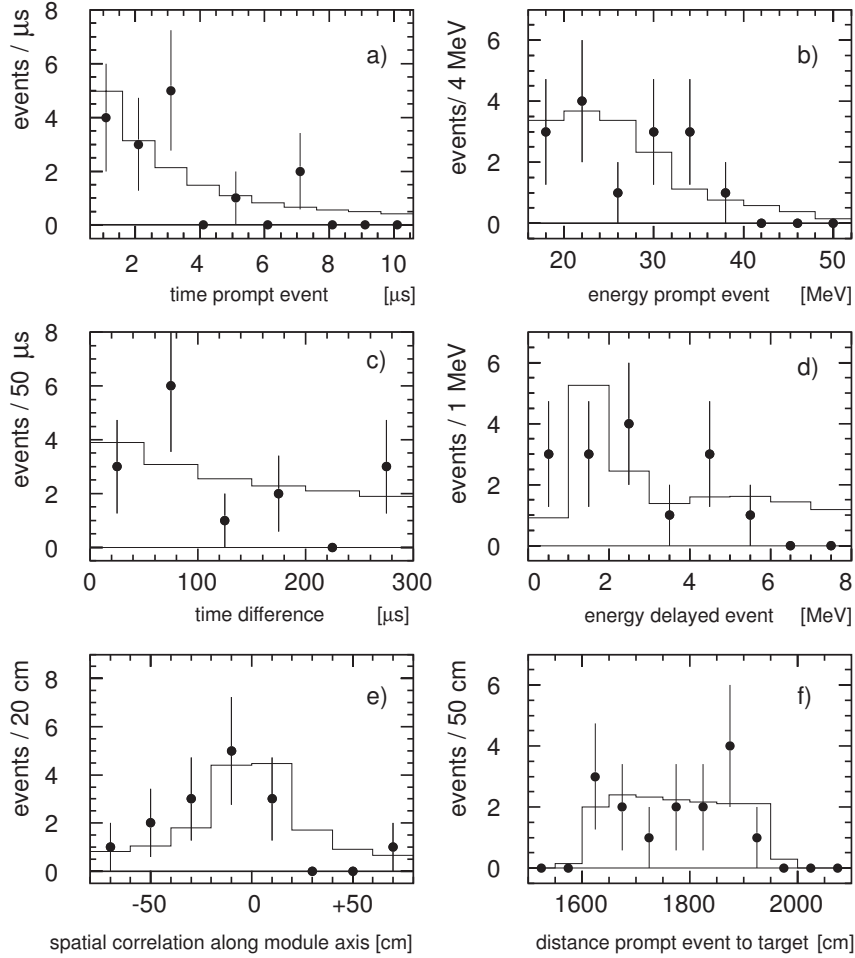 events / μs
8
6
4
2
0
a)
2
4
6
8
10
time prompt event
[μs]
events/ 4 MeV
6
4
2
0
b)
20
30
40
50
energy prompt event
[MeV]
events / 50 μs
8
6
4
2
0
c)
0
100
200
300
time difference
[μs]
events / 1 MeV
6
4
2
0
d)
0
2
4
6
8
energy delayed event
[MeV]
events / 20 cm
8
6
4
2
0
e)
-50
0
+50
spatial correlation along module axis [cm]
events / 50 cm
6
4
2
0
f)
1600
1800
2000
distance prompt event to target [cm]